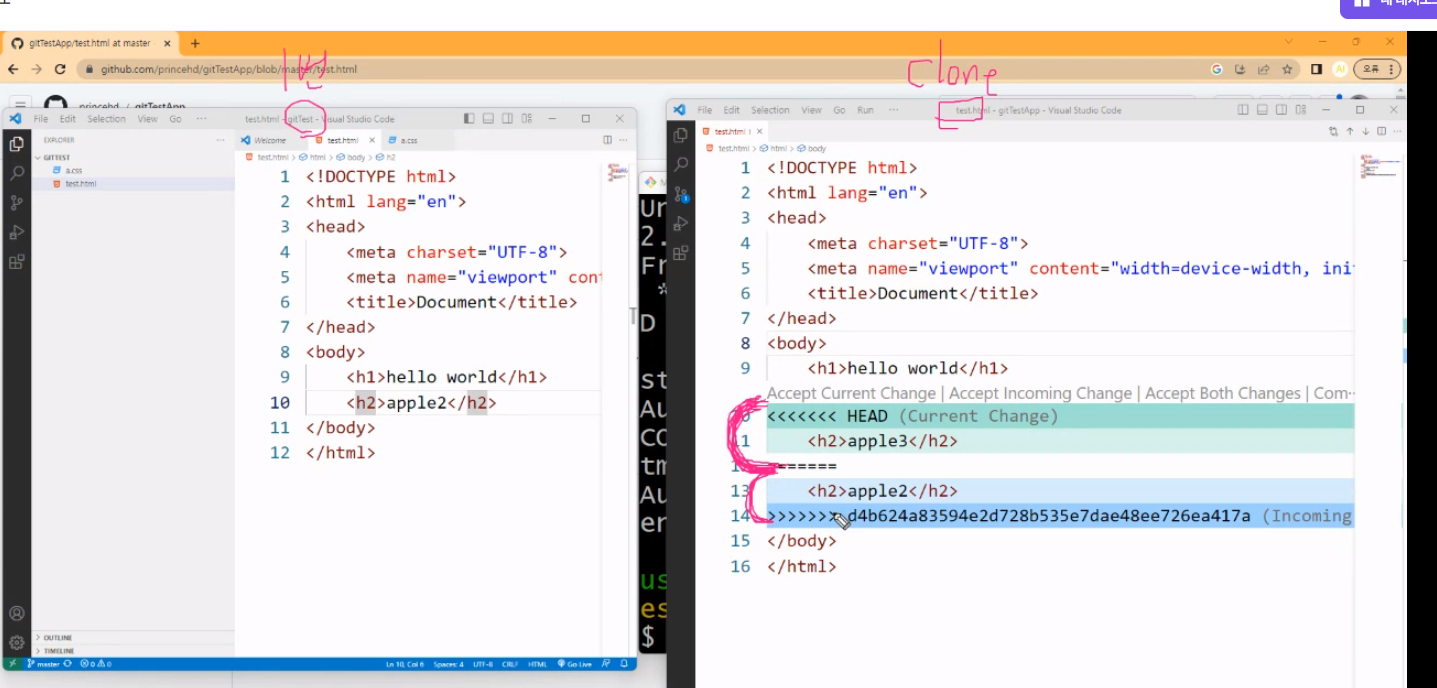 gitTestApp/test.html at master
github.com/princehd/gitTestApp/blob/master/test.html
오류
princehd / gitTestApp
1번
Clone
File Edit Selection View Go ···
test.html - gitTest - Visual Studio Code
EXPLORER
GITTEST
a.css
test.html
OUTLINE
TIMELINE
Welcome test.html a.css
test.html > html > body > h2
1 <!DOCTYPE html>
2 <html lang="en">
3 <head>
4 <meta charset="UTF-8">
5 <meta name="viewport" cont
6 <title>Document</title>
7 </head>
8 <body>
9 <h1>hello world</h1>
10 <h2>apple2</h2>
11 </body>
12 </html>
master 0 0 Ln 10, Col 6 Spaces: 4 UTF-8 CRLF HTML Go Live
Ur
2.
Fr
*
D
st
Au
CO
tm
Au
er
us
es
$
File Edit Selection View Go Run ···
test.html - gitTestApp - Visual Studio Code
test.html !
test.html > html > body
1 <!DOCTYPE html>
2 <html lang="en">
3 <head>
4 <meta charset="UTF-8">
5 <meta name="viewport" content="width=device-width, ini
6 <title>Document</title>
7 </head>
8 <body>
9 <h1>hello world</h1>
Accept Current Change | Accept Incoming Change | Accept Both Changes | Com
10 <<<<<<< HEAD (Current Change)
11 <h2>apple3</h2>
12 =======
13 <h2>apple2</h2>
14 >>>>>>> d4b624a83594e2d728b535e7dae48ee726ea417a (Incoming
15 </body>
16 </html>